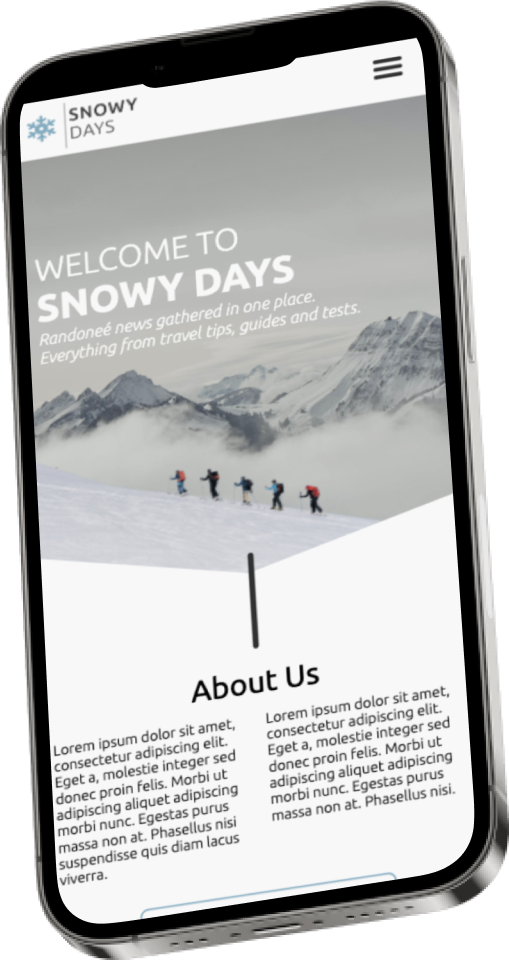 SNOWY
DAYS
WELCOME TO
SNOWY DAYS
Randoneé news gathered in one place.
Everything from travel tips, guides and tests.
About Us
Lorem ipsum dolor sit amet,
consectetur adipiscing elit.
Eget a, molestie integer sed
donec proin felis. Morbi ut
adipiscing aliquet adipiscing
morbi nunc. Egestas purus
massa non at. Phasellus nisi
suspendisse quis diam lacus
viverra.
Lorem ipsum dolor sit amet,
consectetur adipiscing elit.
Eget a, molestie integer sed
donec proin felis. Morbi ut
adipiscing aliquet adipiscing
morbi nunc. Egestas purus
massa non at. Phasellus nisi.